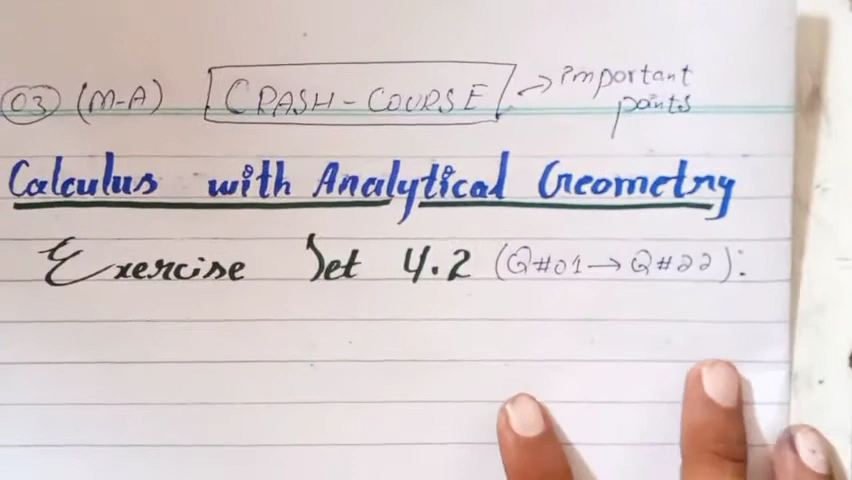 03 (M-A) CRASH-COURSE → important
points
Calculus with Analytical Geometry
Exercise Set 4.2 (Q#01→Q#22):